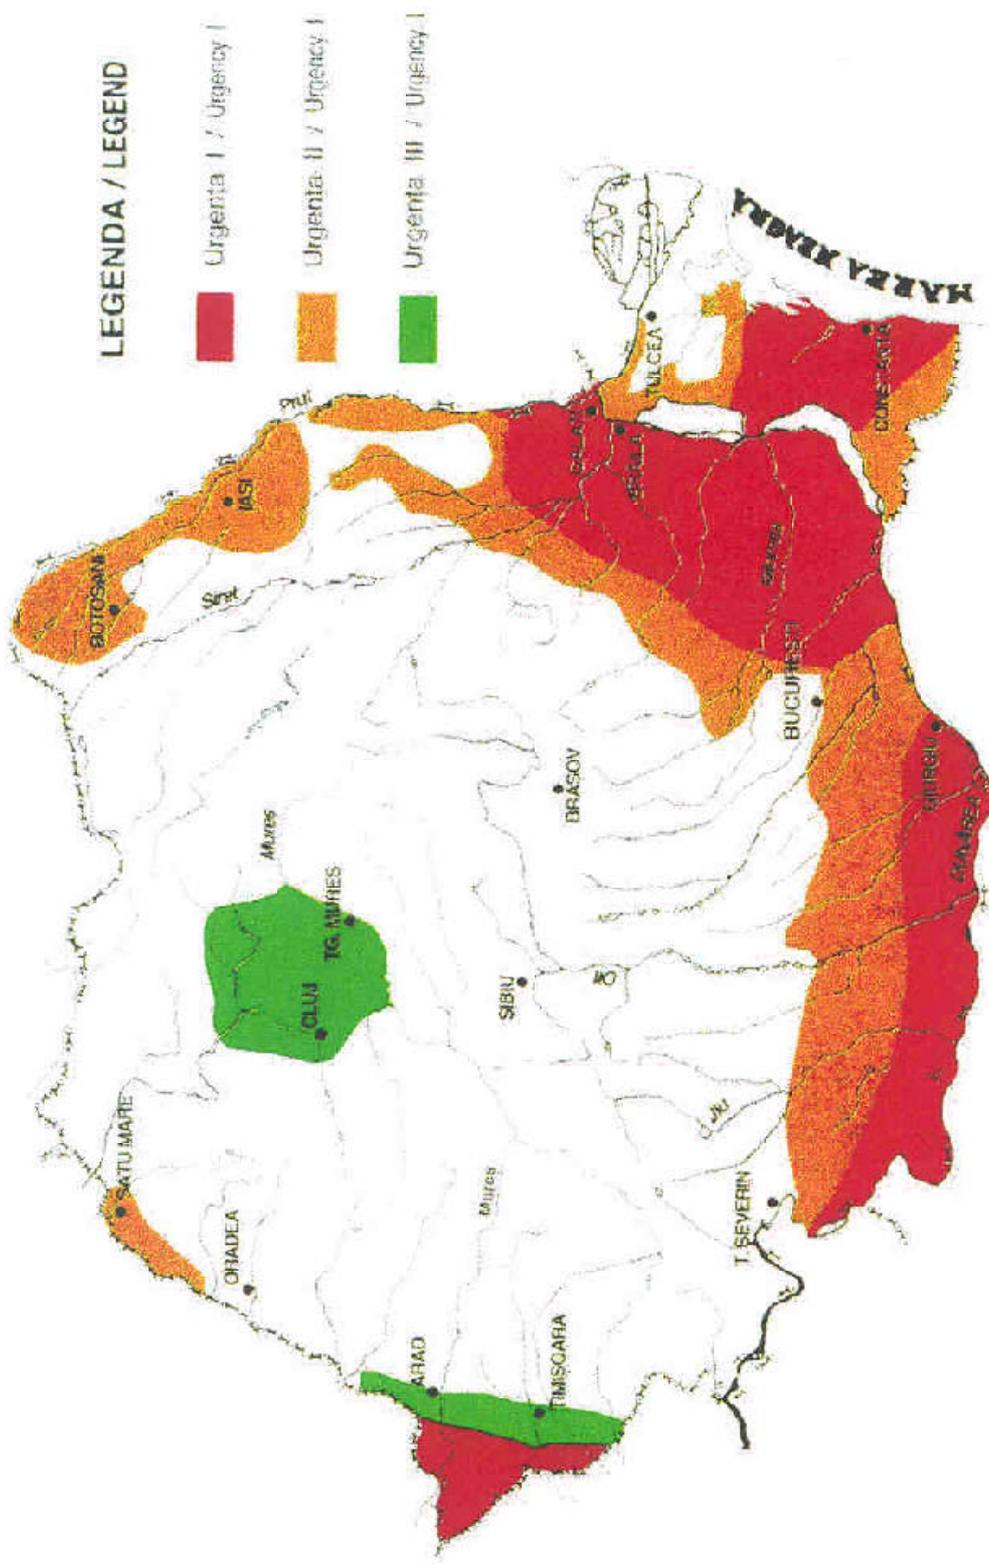 LEGENDA / LEGEND
Urgenta I / Urgency I
Urgenta II / Urgency I
Urgenta III / Urgency I
SATU MARE
BOTOSANI
IASI
Prut
Siret
ORADEA
CLUJ
TG. MURES
Mures
ARAD
Mures
TIMISOARA
SIBIU
BRASOV
GALATI
BRAILA
TULCEA
MAREA NEAGRA
T. SEVERIN
Jiu
Olt
BUCURESTI
CONSTANTA
GIURGIU
DUNAREA